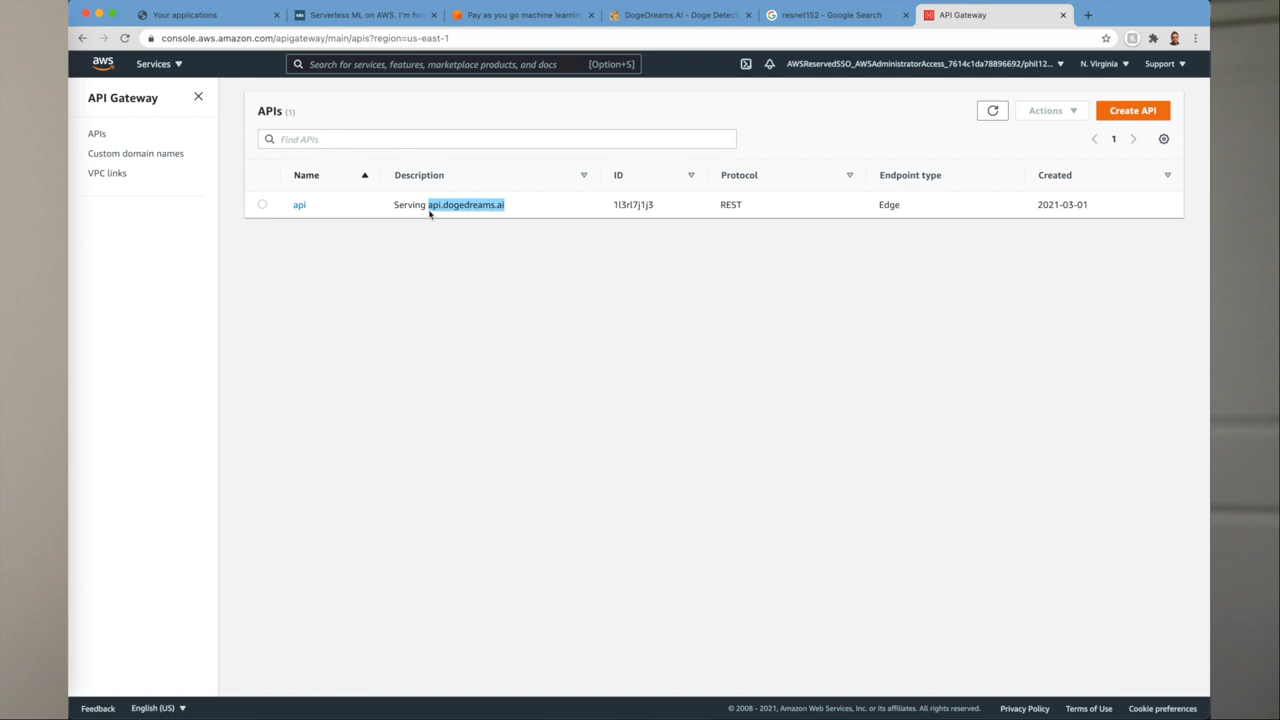 Your applications
Serverless ML on AWS. I'm ho
Pay as you go machine learnin
DogeDreams.AI – Doge Detect
resnet152 – Google Search
API Gateway
console.aws.amazon.com/apigateway/main/apis?region=us-east-1
aws
Services
Search for services, features, marketplace products, and docs
[Option+S]
AWSReservedSSO_AWSAdministratorAccess_7614c1da78896692/phil12...
N. Virginia
Support
API Gateway
APIs
Custom domain names
VPC links
APIs (1)
Actions
Create API
Find APIs
1
Name
Description
ID
Protocol
Endpoint type
Created
api
Serving api.dogedreams.ai
1l3rl7j1j3
REST
Edge
2021-03-01
Feedback
English (US)
© 2008 - 2021, Amazon Web Services, Inc. or its affiliates. All rights reserved.
Privacy Policy
Terms of Use
Cookie preferences